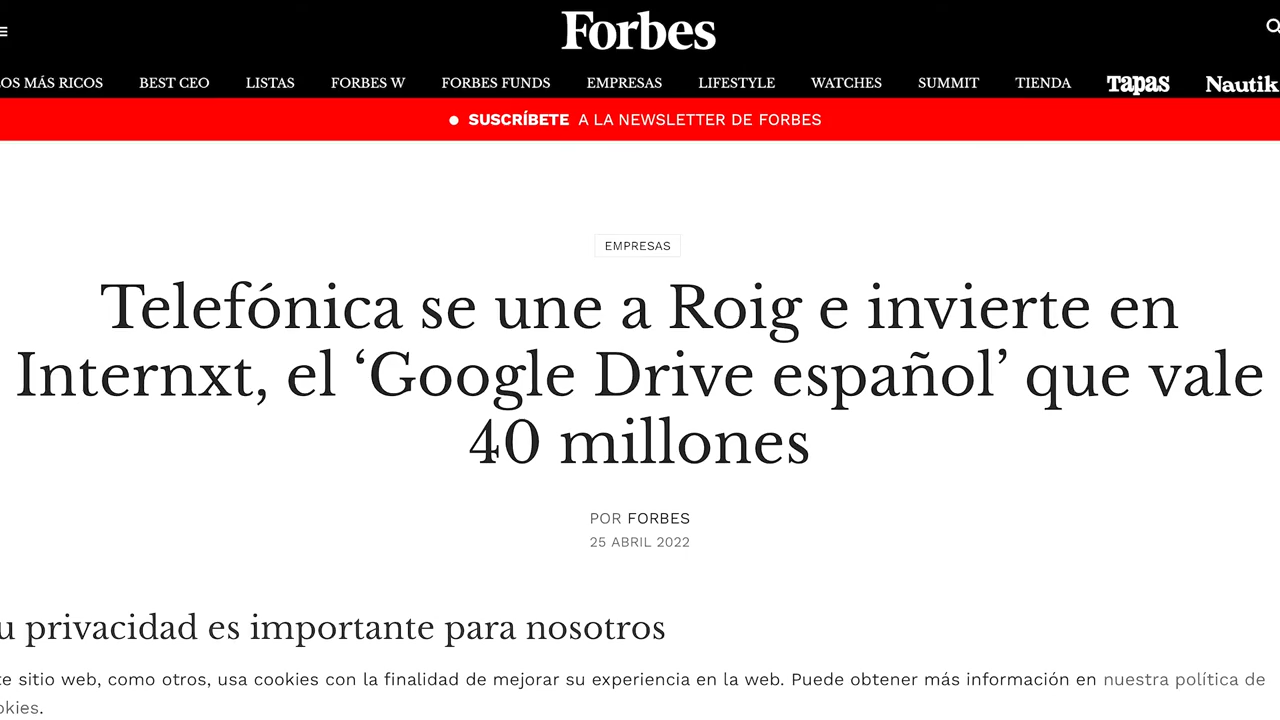 Forbes
OS MÁS RICOS BEST CEO LISTAS FORBES W FORBES FUNDS EMPRESAS LIFESTYLE WATCHES SUMMIT TIENDA Tapas Nautik
SUSCRÍBETE A LA NEWSLETTER DE FORBES
EMPRESAS
Telefónica se une a Roig e invierte en
Internxt, el ‘Google Drive español’ que vale
40 millones
POR FORBES
25 ABRIL 2022
u privacidad es importante para nosotros
te sitio web, como otros, usa cookies con la finalidad de mejorar su experiencia en la web. Puede obtener más información en nuestra política de
okies.